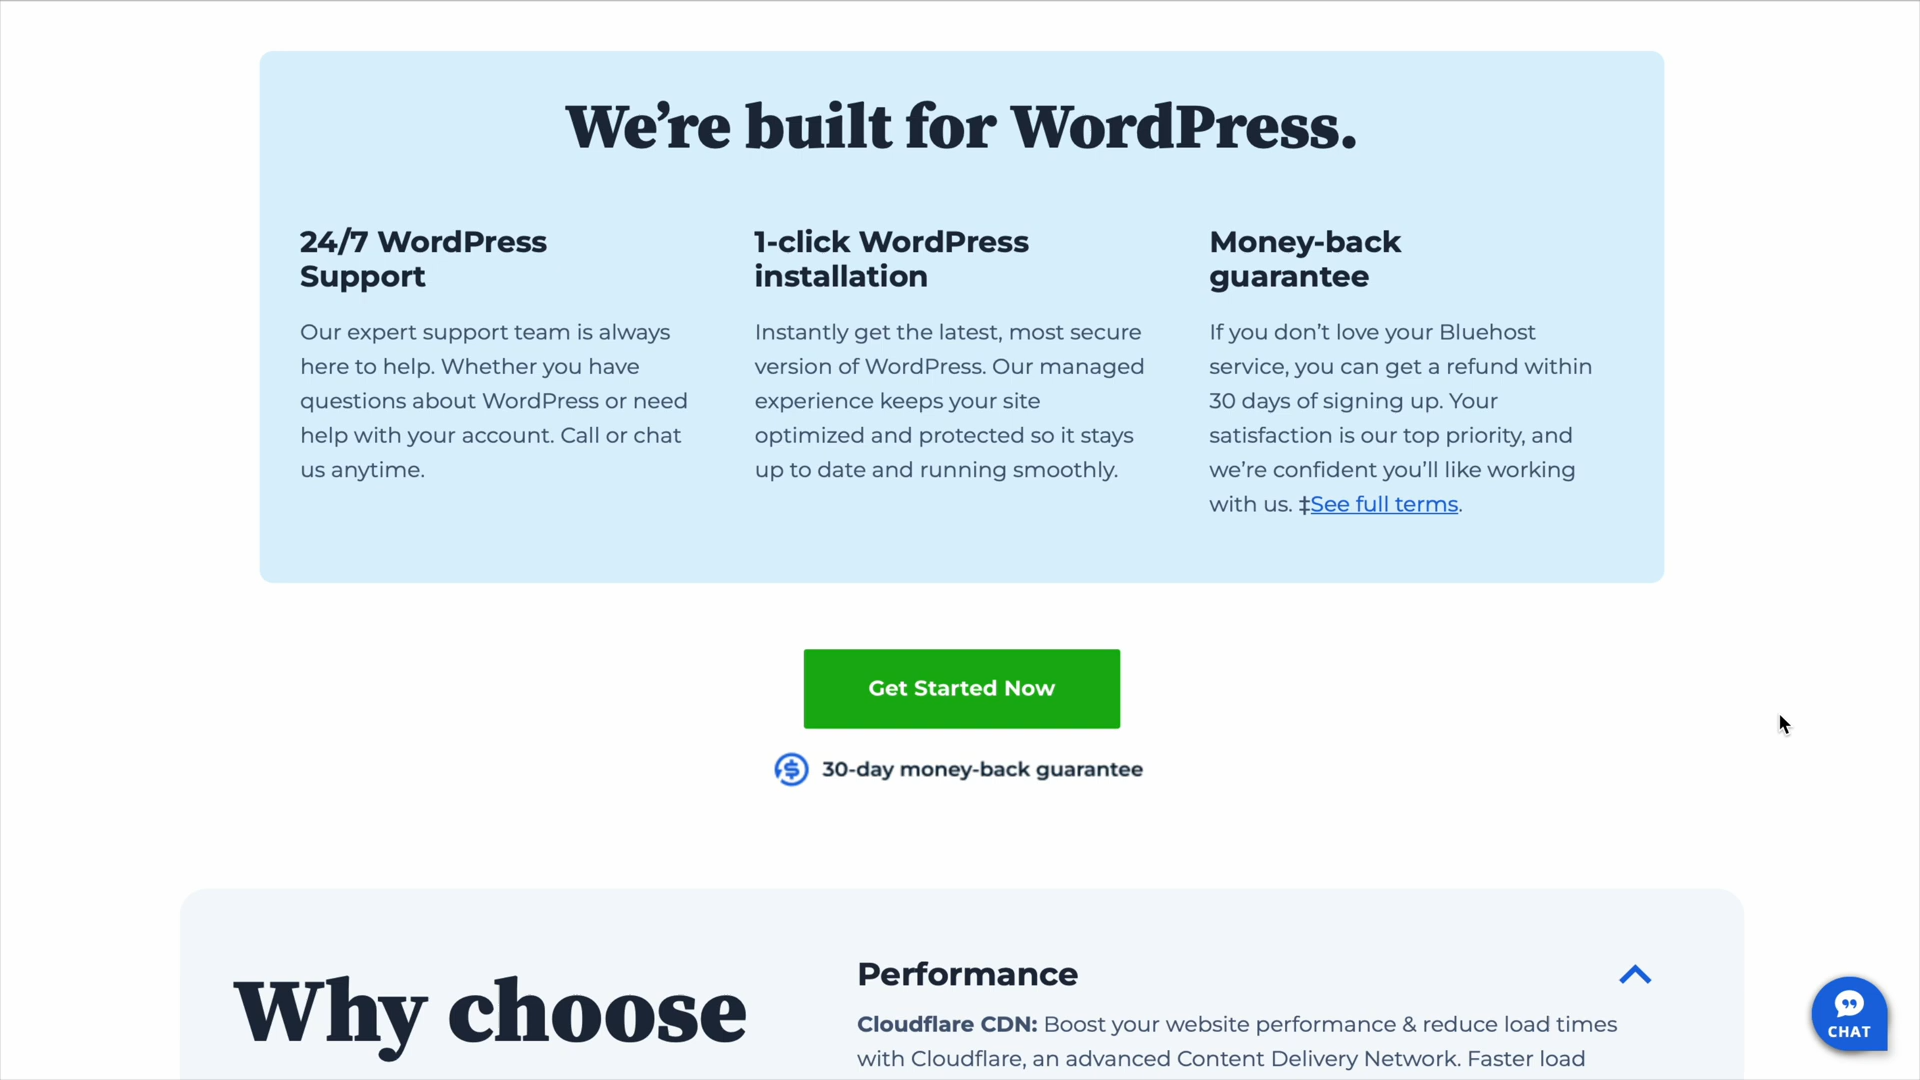 We’re built for WordPress.
24/7 WordPress
Support
Our expert support team is always
here to help. Whether you have
questions about WordPress or need
help with your account. Call or chat
us anytime.
1-click WordPress
installation
Instantly get the latest, most secure
version of WordPress. Our managed
experience keeps your site
optimized and protected so it stays
up to date and running smoothly.
Money-back
guarantee
If you don’t love your Bluehost
service, you can get a refund within
30 days of signing up. Your
satisfaction is our top priority, and
we’re confident you’ll like working
with us. ‡See full terms.
Get Started Now
30-day money-back guarantee
Why choose
Performance
Cloudflare CDN: Boost your website performance & reduce load times
with Cloudflare, an advanced Content Delivery Network. Faster load
CHAT